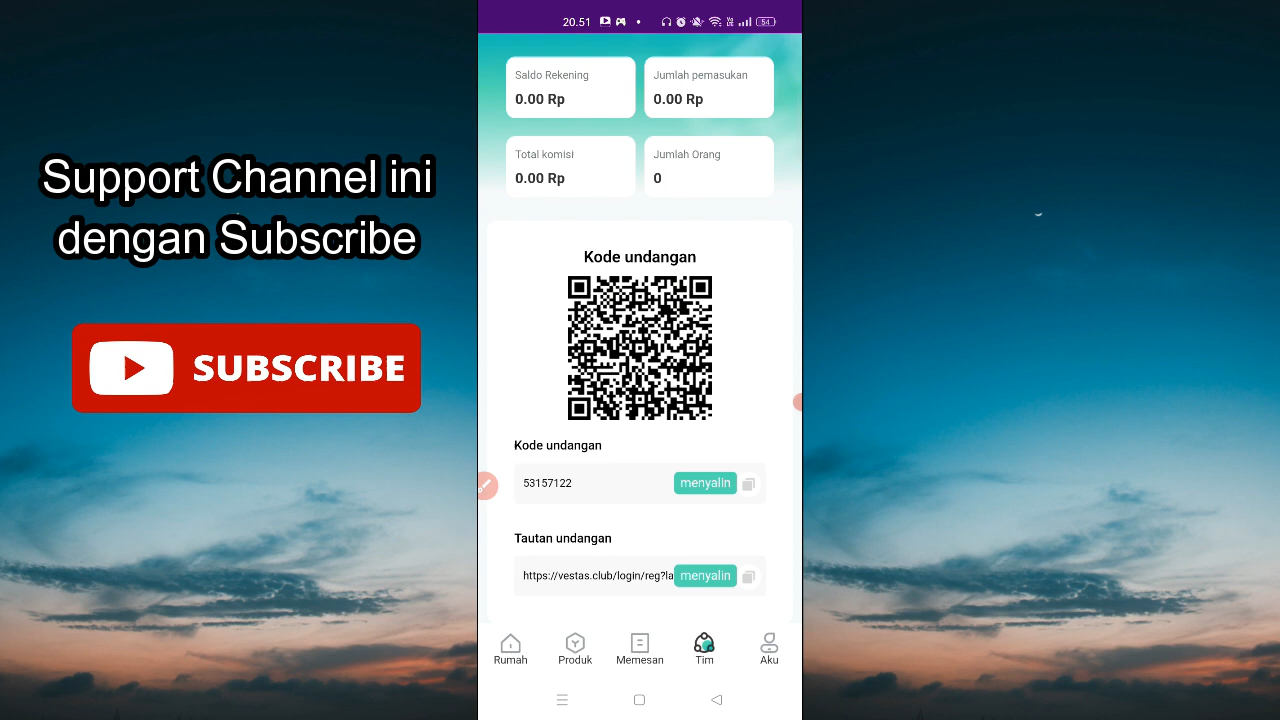 Support Channel ini
dengan Subscribe
SUBSCRIBE
20.51
54
Saldo Rekening
0.00 Rp
Jumlah pemasukan
0.00 Rp
Total komisi
0.00 Rp
Jumlah Orang
0
Kode undangan
Kode undangan
53157122
menyalin
Tautan undangan
https://vestas.club/login/reg?la
menyalin
Rumah
Produk
Memesan
Tim
Aku